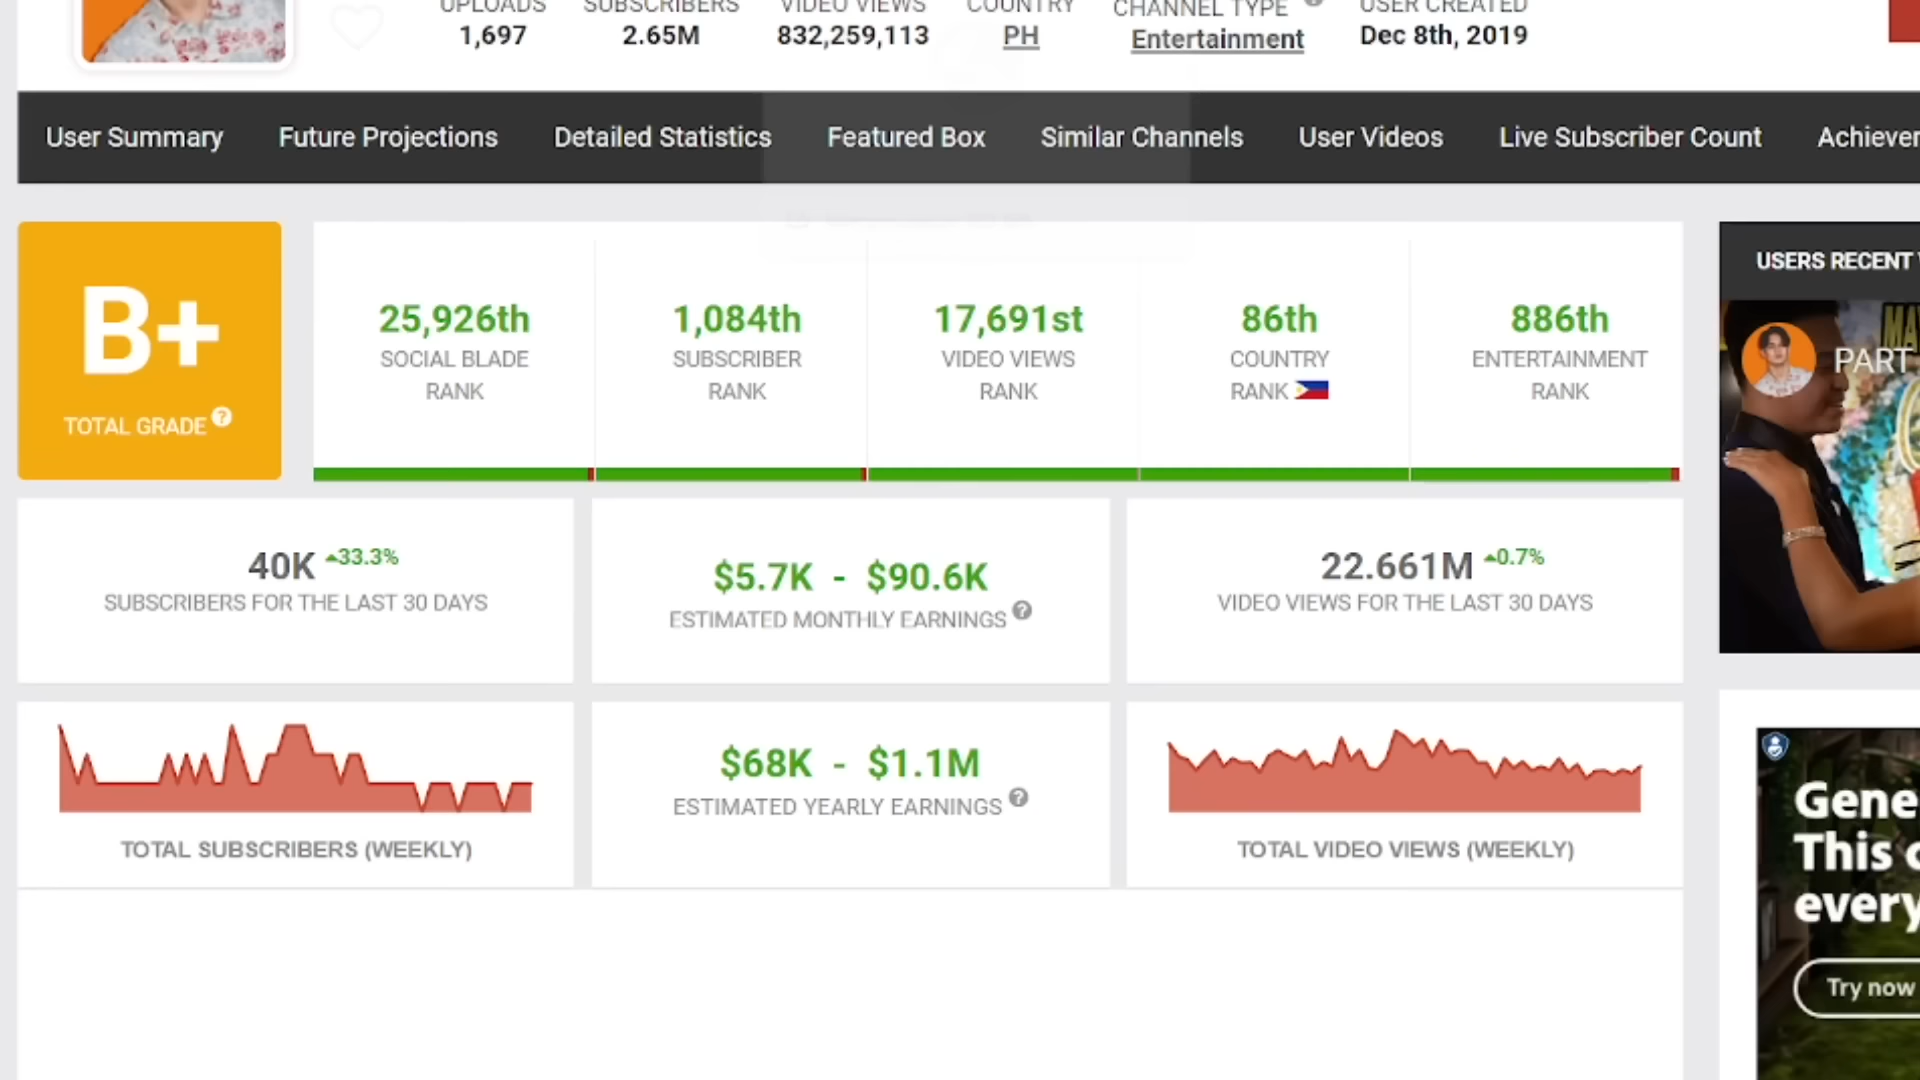 UPLOADS SUBSCRIBERS VIDEO VIEWS COUNTRY CHANNEL TYPE USER CREATED
1,697 2.65M 832,259,113 PH Entertainment Dec 8th, 2019
User Summary Future Projections Detailed Statistics Featured Box Similar Channels User Videos Live Subscriber Count Achiever
B+
TOTAL GRADE ?
25,926th 1,084th 17,691st 86th 886th
SOCIAL BLADE SUBSCRIBER VIDEO VIEWS COUNTRY ENTERTAINMENT
RANK RANK RANK RANK RANK
USERS RECENT
PART
40K 33.3%
SUBSCRIBERS FOR THE LAST 30 DAYS
$5.7K - $90.6K
ESTIMATED MONTHLY EARNINGS ?
22.661M 0.7%
VIDEO VIEWS FOR THE LAST 30 DAYS
TOTAL SUBSCRIBERS (WEEKLY)
$68K - $1.1M
ESTIMATED YEARLY EARNINGS ?
TOTAL VIDEO VIEWS (WEEKLY)
Gene
This
every
Try now